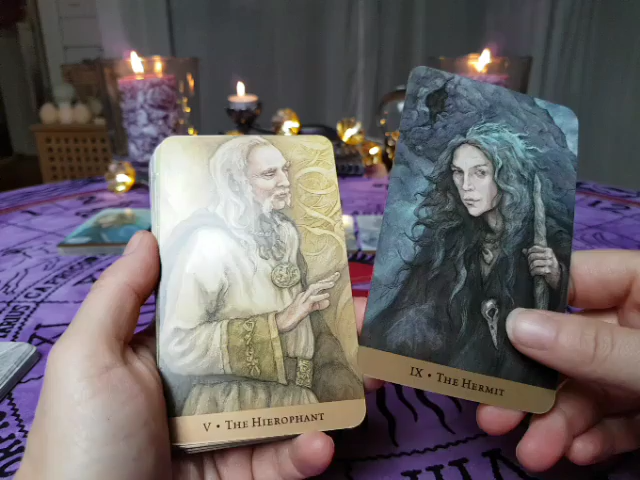 V • The Hierophant
IX • The Hermit